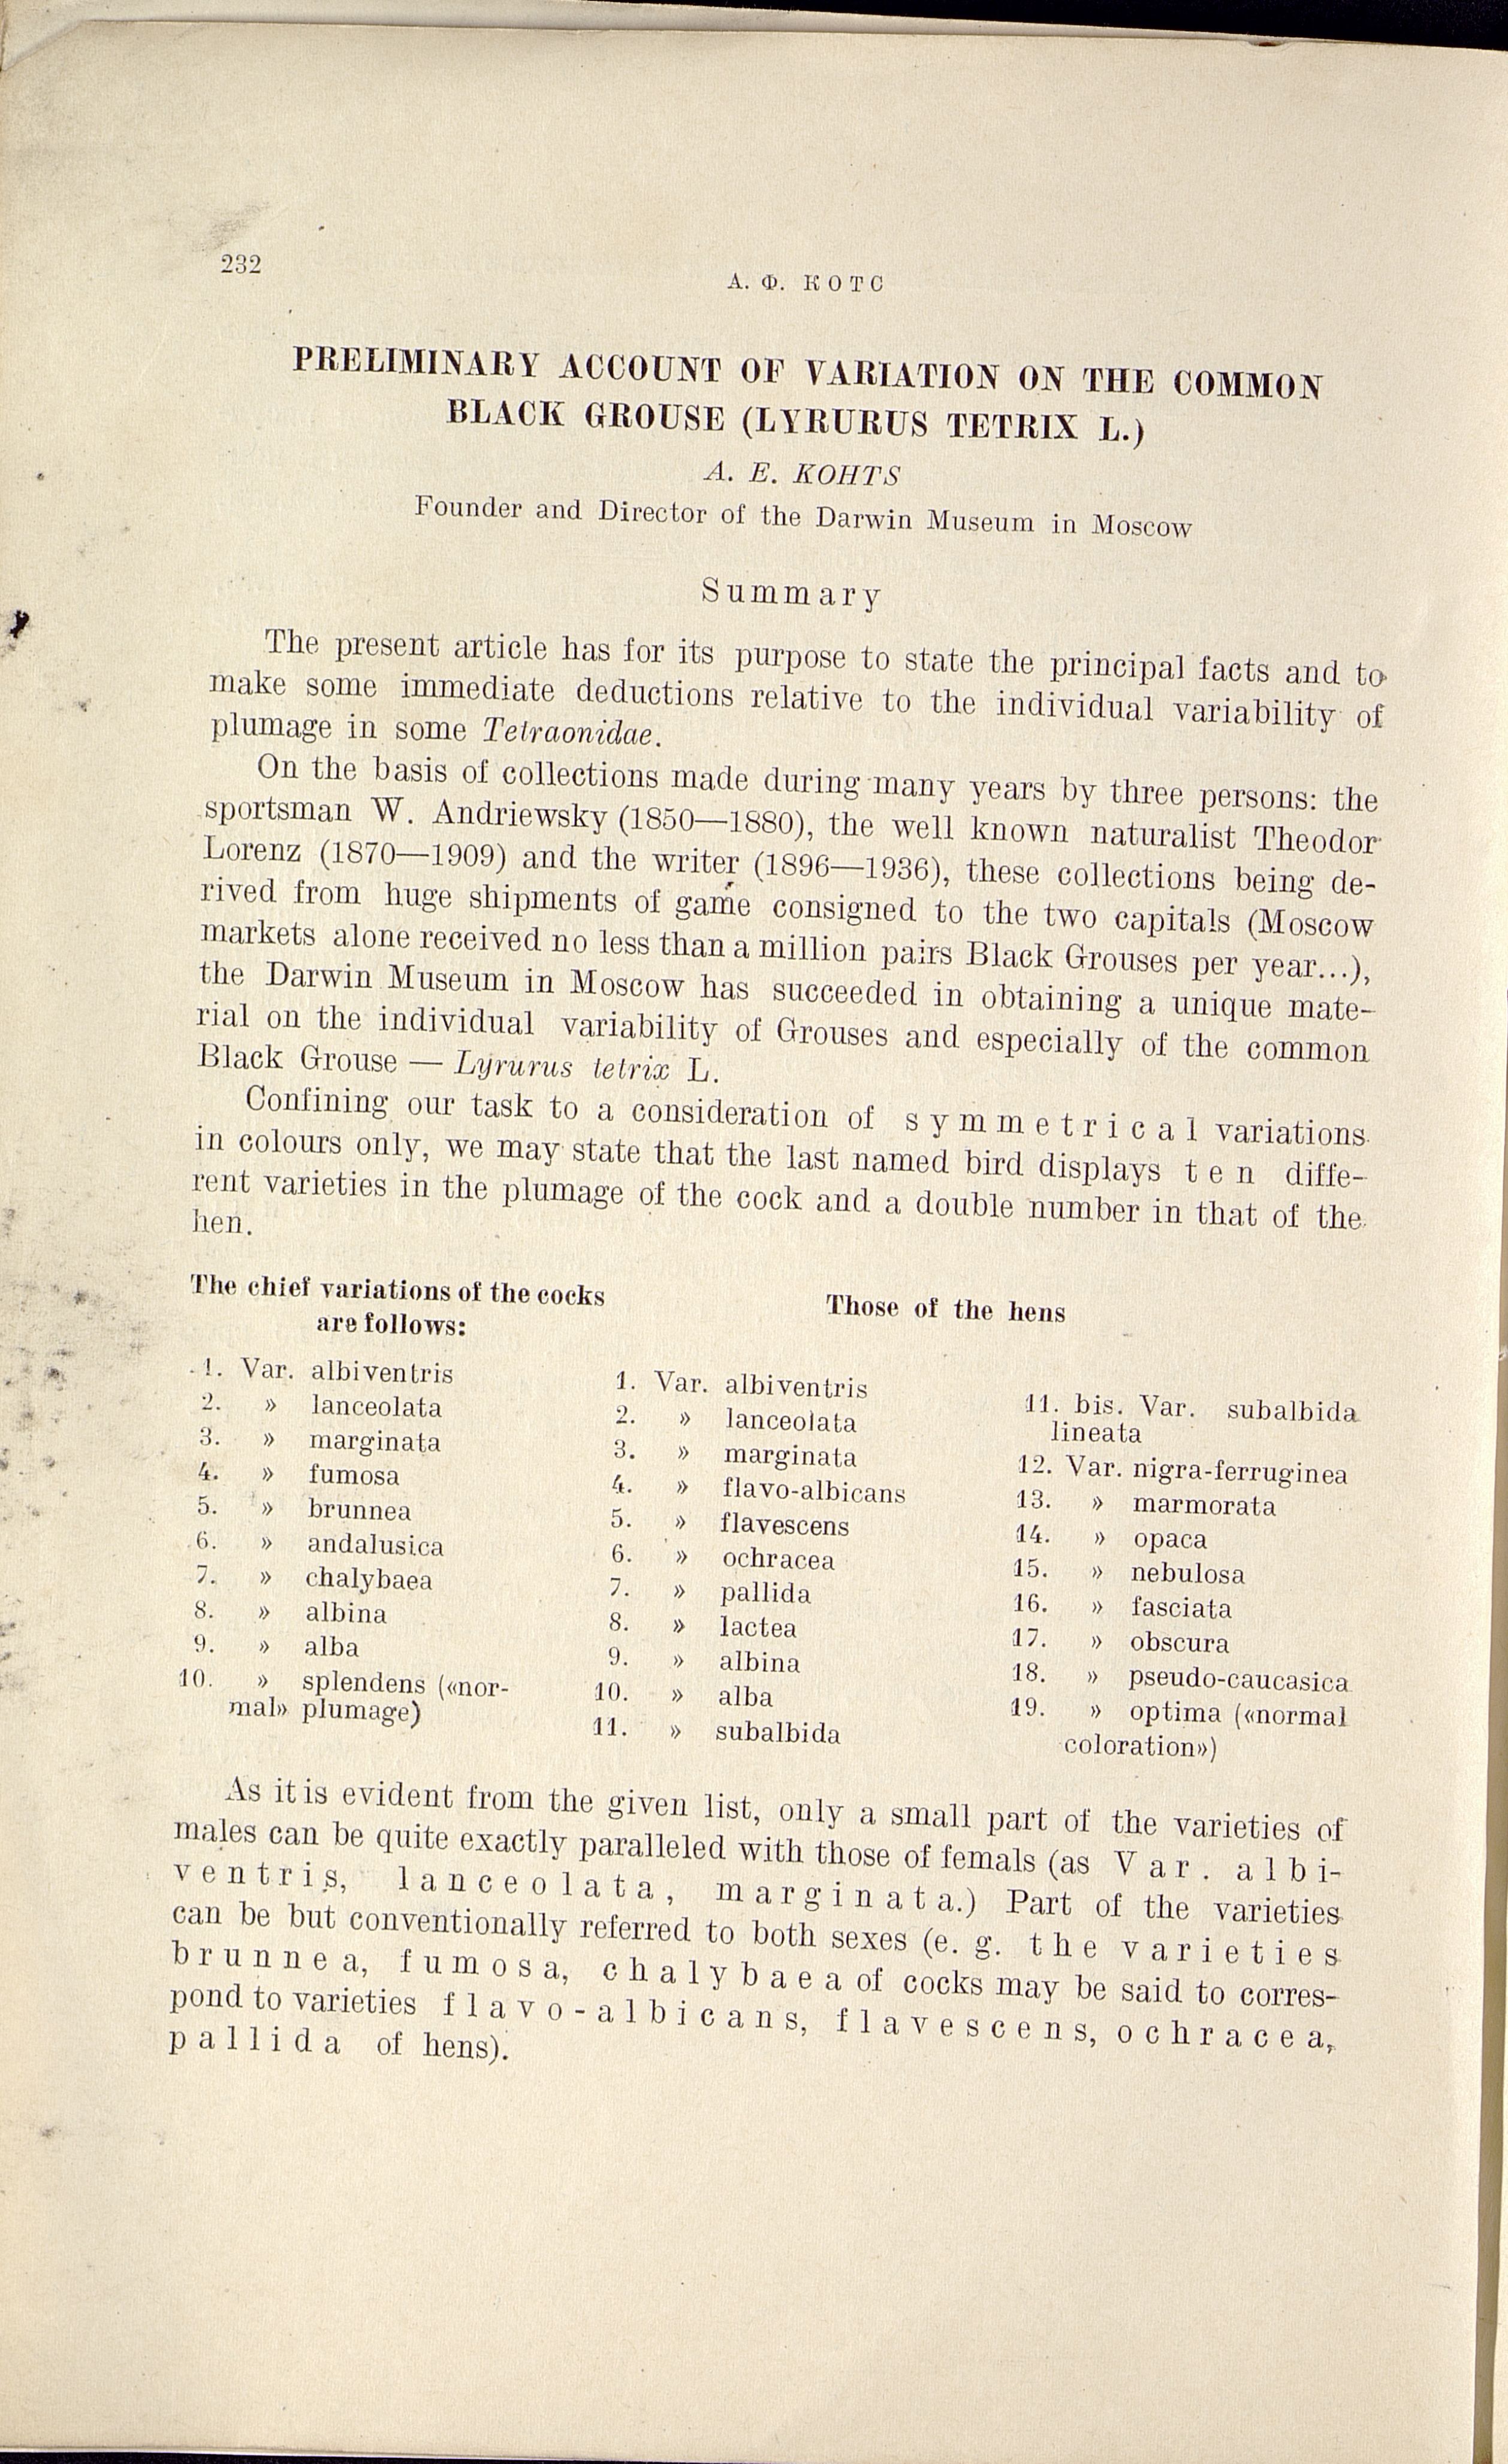 232
А. Ф. КОТС
PRELIMINARY ACCOUNT OF VARIATION ON THE COMMON
BLACK GROUSE (LYRURUS TETRIX L.)
A. E. KOHTS
Founder and Director of the Darwin Museum in Moscow
Summary
The present article has for its purpose to state the principal facts and to
make some immediate deductions relative to the individual variability of
plumage in some Tetraonidae.
On the basis of collections made during many years by three persons: the
sportsman W. Andriewsky (1850—1880), the well known naturalist Theodor
Lorenz (1870—1909) and the writer (1896—1936), these collections being de-
rived from huge shipments of game consigned to the two capitals (Moscow
markets alone received no less than a million pairs Black Grouses per year...),
the Darwin Museum in Moscow has succeeded in obtaining a unique mate-
rial on the individual variability of Grouses and especially of the common
Black Grouse — Lyrurus tetrix L.
Confining our task to a consideration of symmetrical variations
in colours only, we may state that the last named bird displays ten diffe-
rent varieties in the plumage of the cock and a double number in that of the
hen.
The chief variations of the cocks
are follows:
1. Var. albiventris
2. » lanceolata
3. » marginata
4. » fumosa
5. » brunnea
6. » andalusica
7. » chalybaea
8. » albina
9. » alba
10. » splendens («nor-
mal» plumage)
Those of the hens
1. Var. albiventris
2. » lanceolata
3. » marginata
4. » flavo-albicans
5. » flavescens
6. » ochracea
7. » pallida
8. » lactea
9. » albina
10. » alba
11. » subalbida
11. bis. Var. subalbida
lineata
12. Var. nigra-ferruginea
13. » marmorata
14. » opaca
15. » nebulosa
16. » fasciata
17. » obscura
18. » pseudo-caucasica
19. » optima («normal
coloration»)
As it is evident from the given list, only a small part of the varieties of
males can be quite exactly paralleled with those of femals (as Var. albi-
ventris, lanceolata, marginata.) Part of the varieties
can be but conventionally referred to both sexes (e. g. the varieties
brunnea, fumosa, chalybaea of cocks may be said to corres-
pond to varieties flavo-albicans, flavescens, ochracea,
pallida of hens).